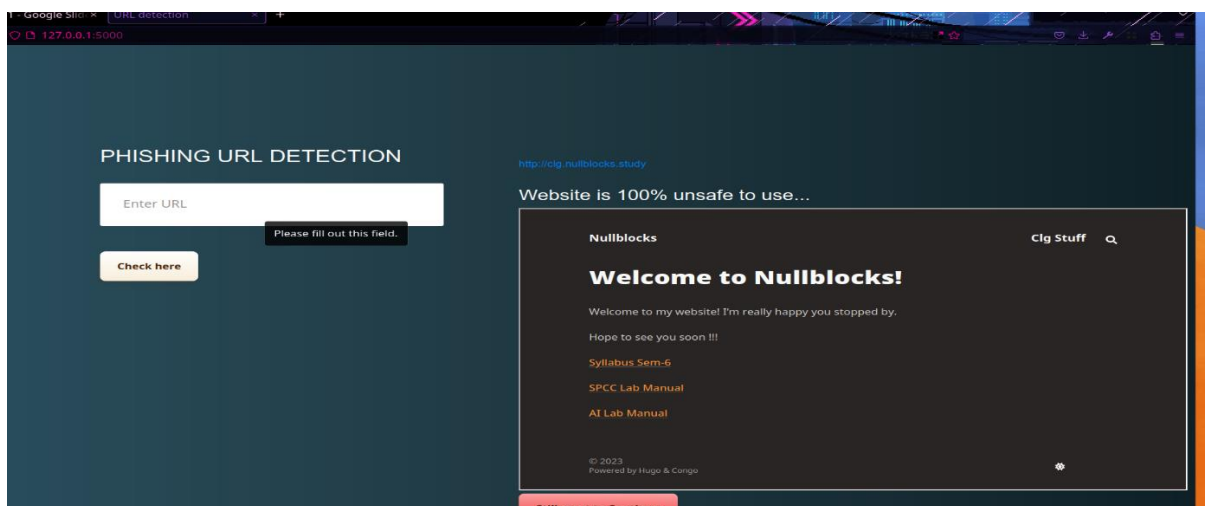 1 - Google Slid ×
URL detection ×
+
127.0.0.1:5000
PHISHING URL DETECTION
Enter URL
Please fill out this field.
Check here
http://clg.nullblocks.study
Website is 100% unsafe to use...
Nullblocks
Clg Stuff
Welcome to Nullblocks!
Welcome to my website! I'm really happy you stopped by.
Hope to see you soon !!!
Syllabus Sem-6
SPCC Lab Manual
AI Lab Manual
© 2023
Powered by Hugo & Congo